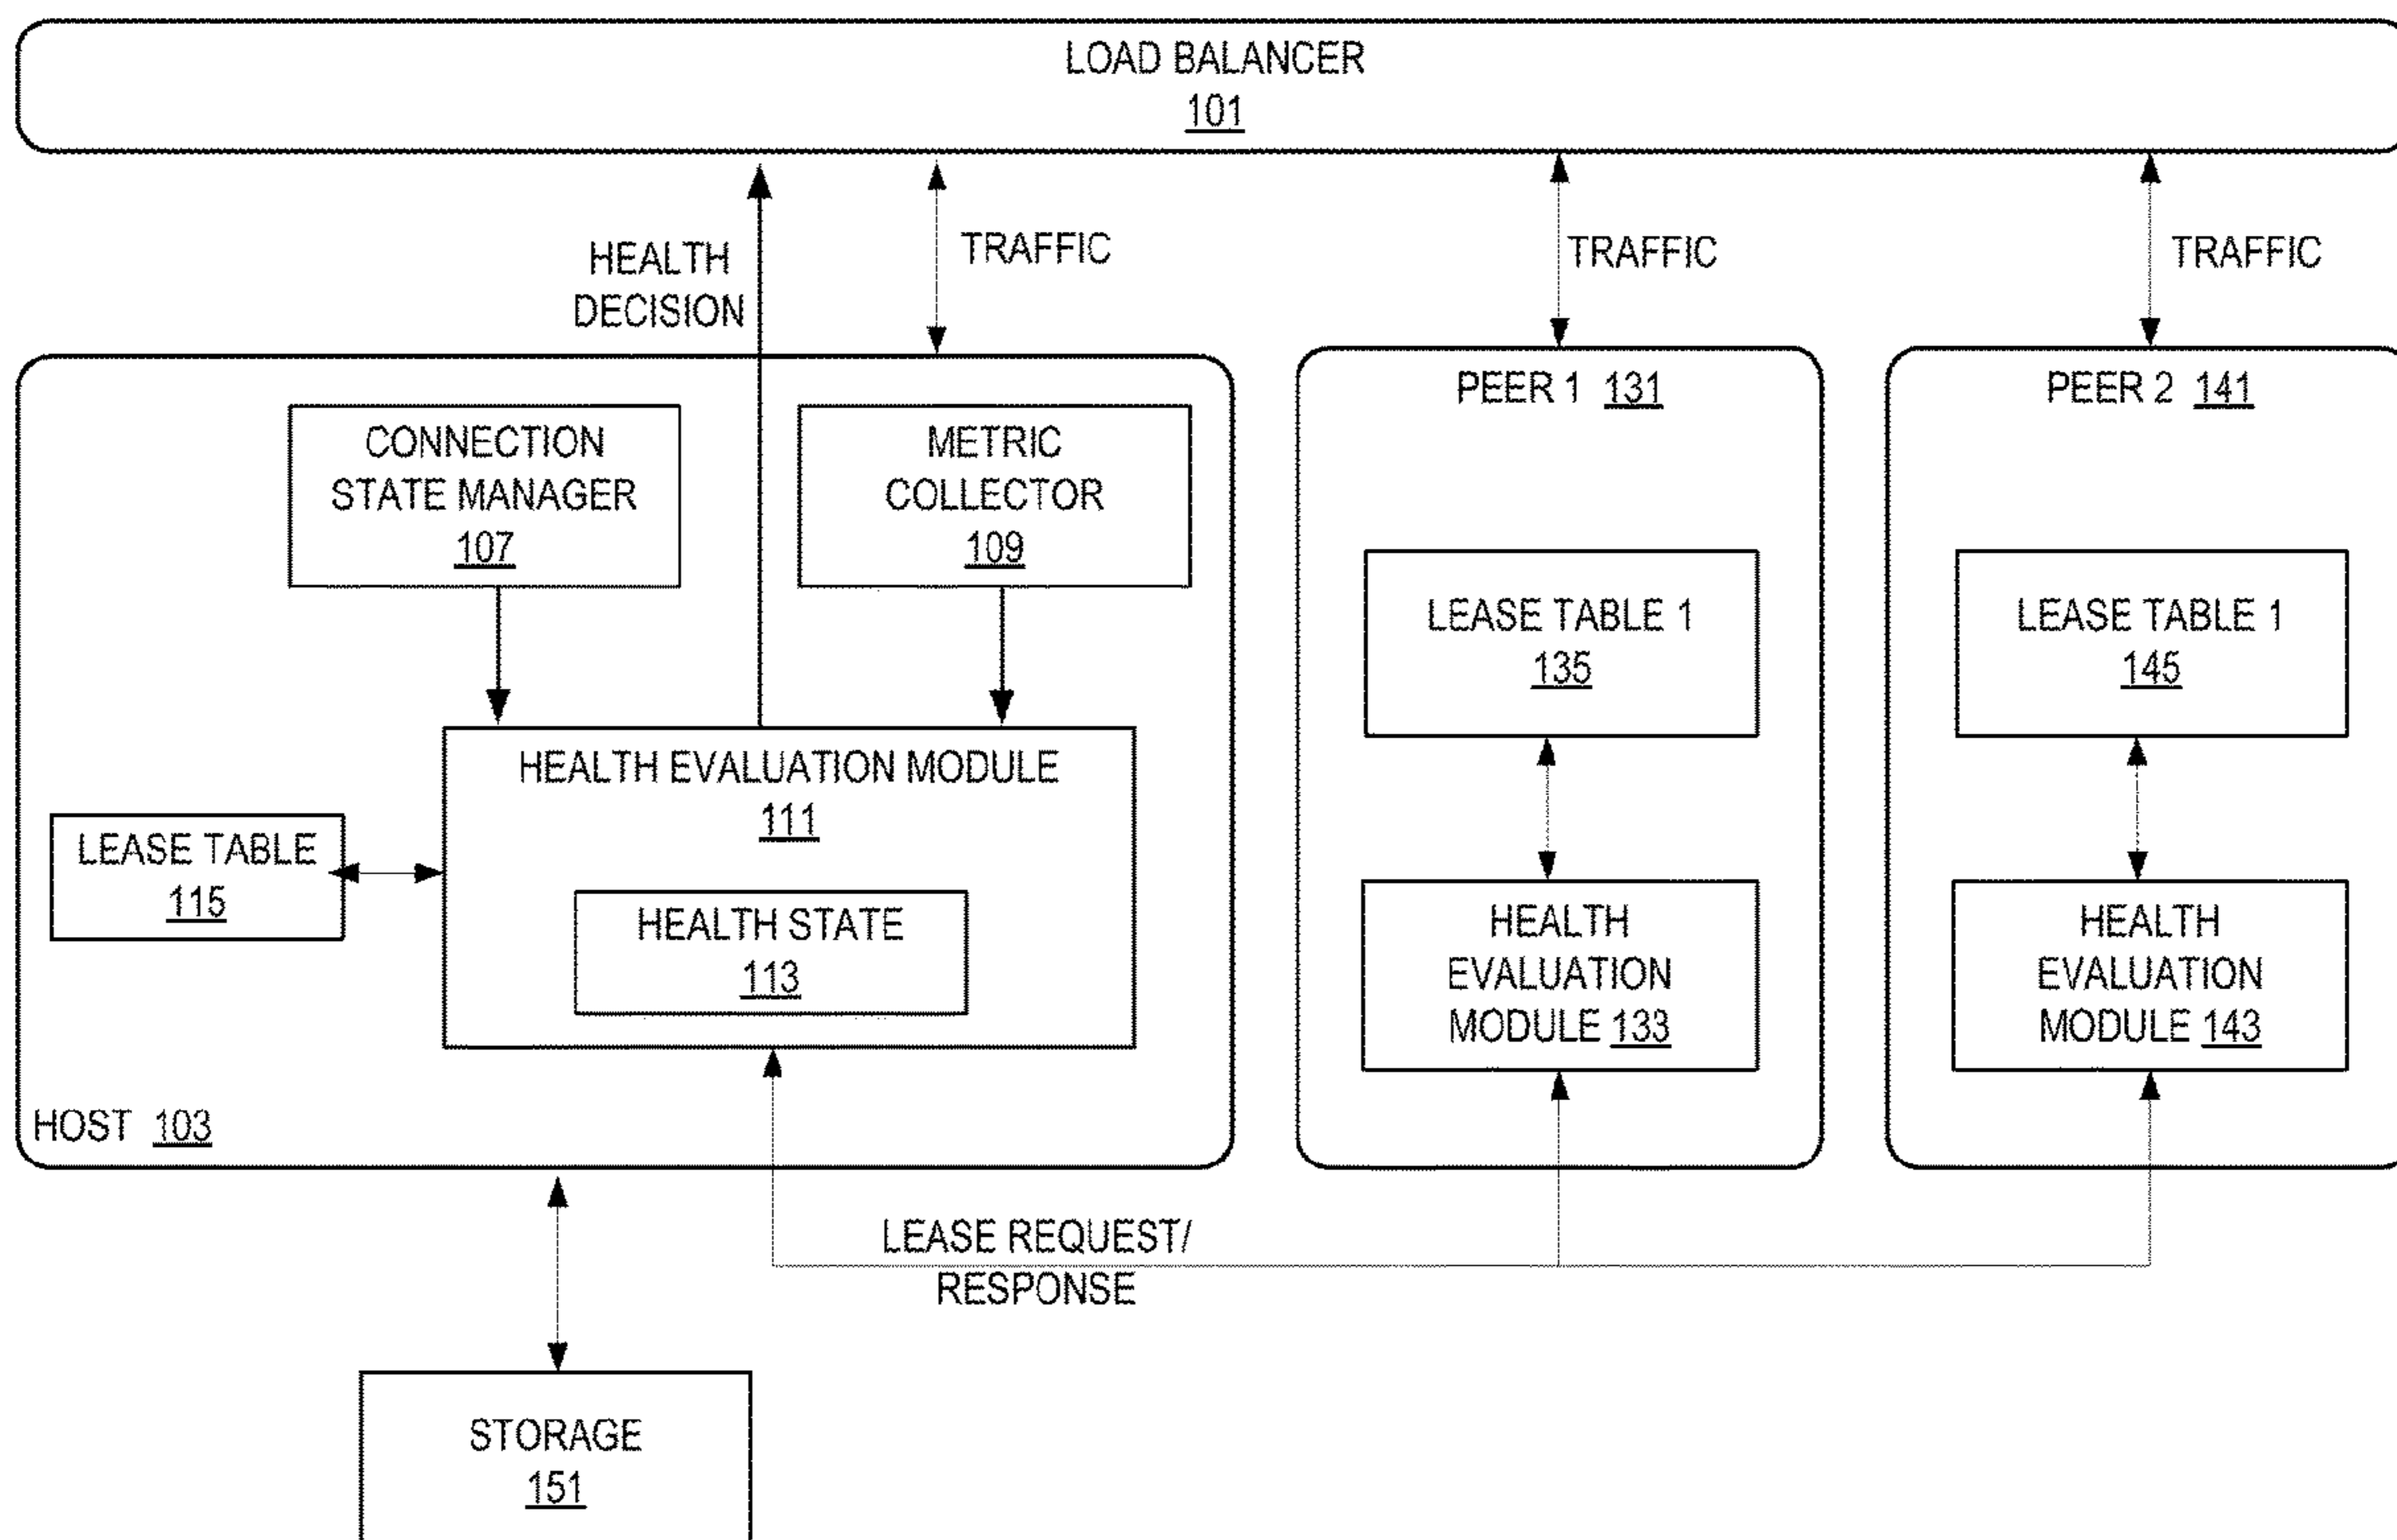 LOAD BALANCER
101
HEALTH
DECISION
TRAFFIC
TRAFFIC
TRAFFIC
CONNECTION
STATE MANAGER
107
METRIC
COLLECTOR
109
HEALTH EVALUATION MODULE
111
LEASE TABLE
115
HEALTH STATE
113
HOST 103
PEER 1 131
LEASE TABLE 1
135
HEALTH
EVALUATION
MODULE 133
PEER 2 141
LEASE TABLE 1
145
HEALTH
EVALUATION
MODULE 143
LEASE REQUEST/
RESPONSE
STORAGE
151